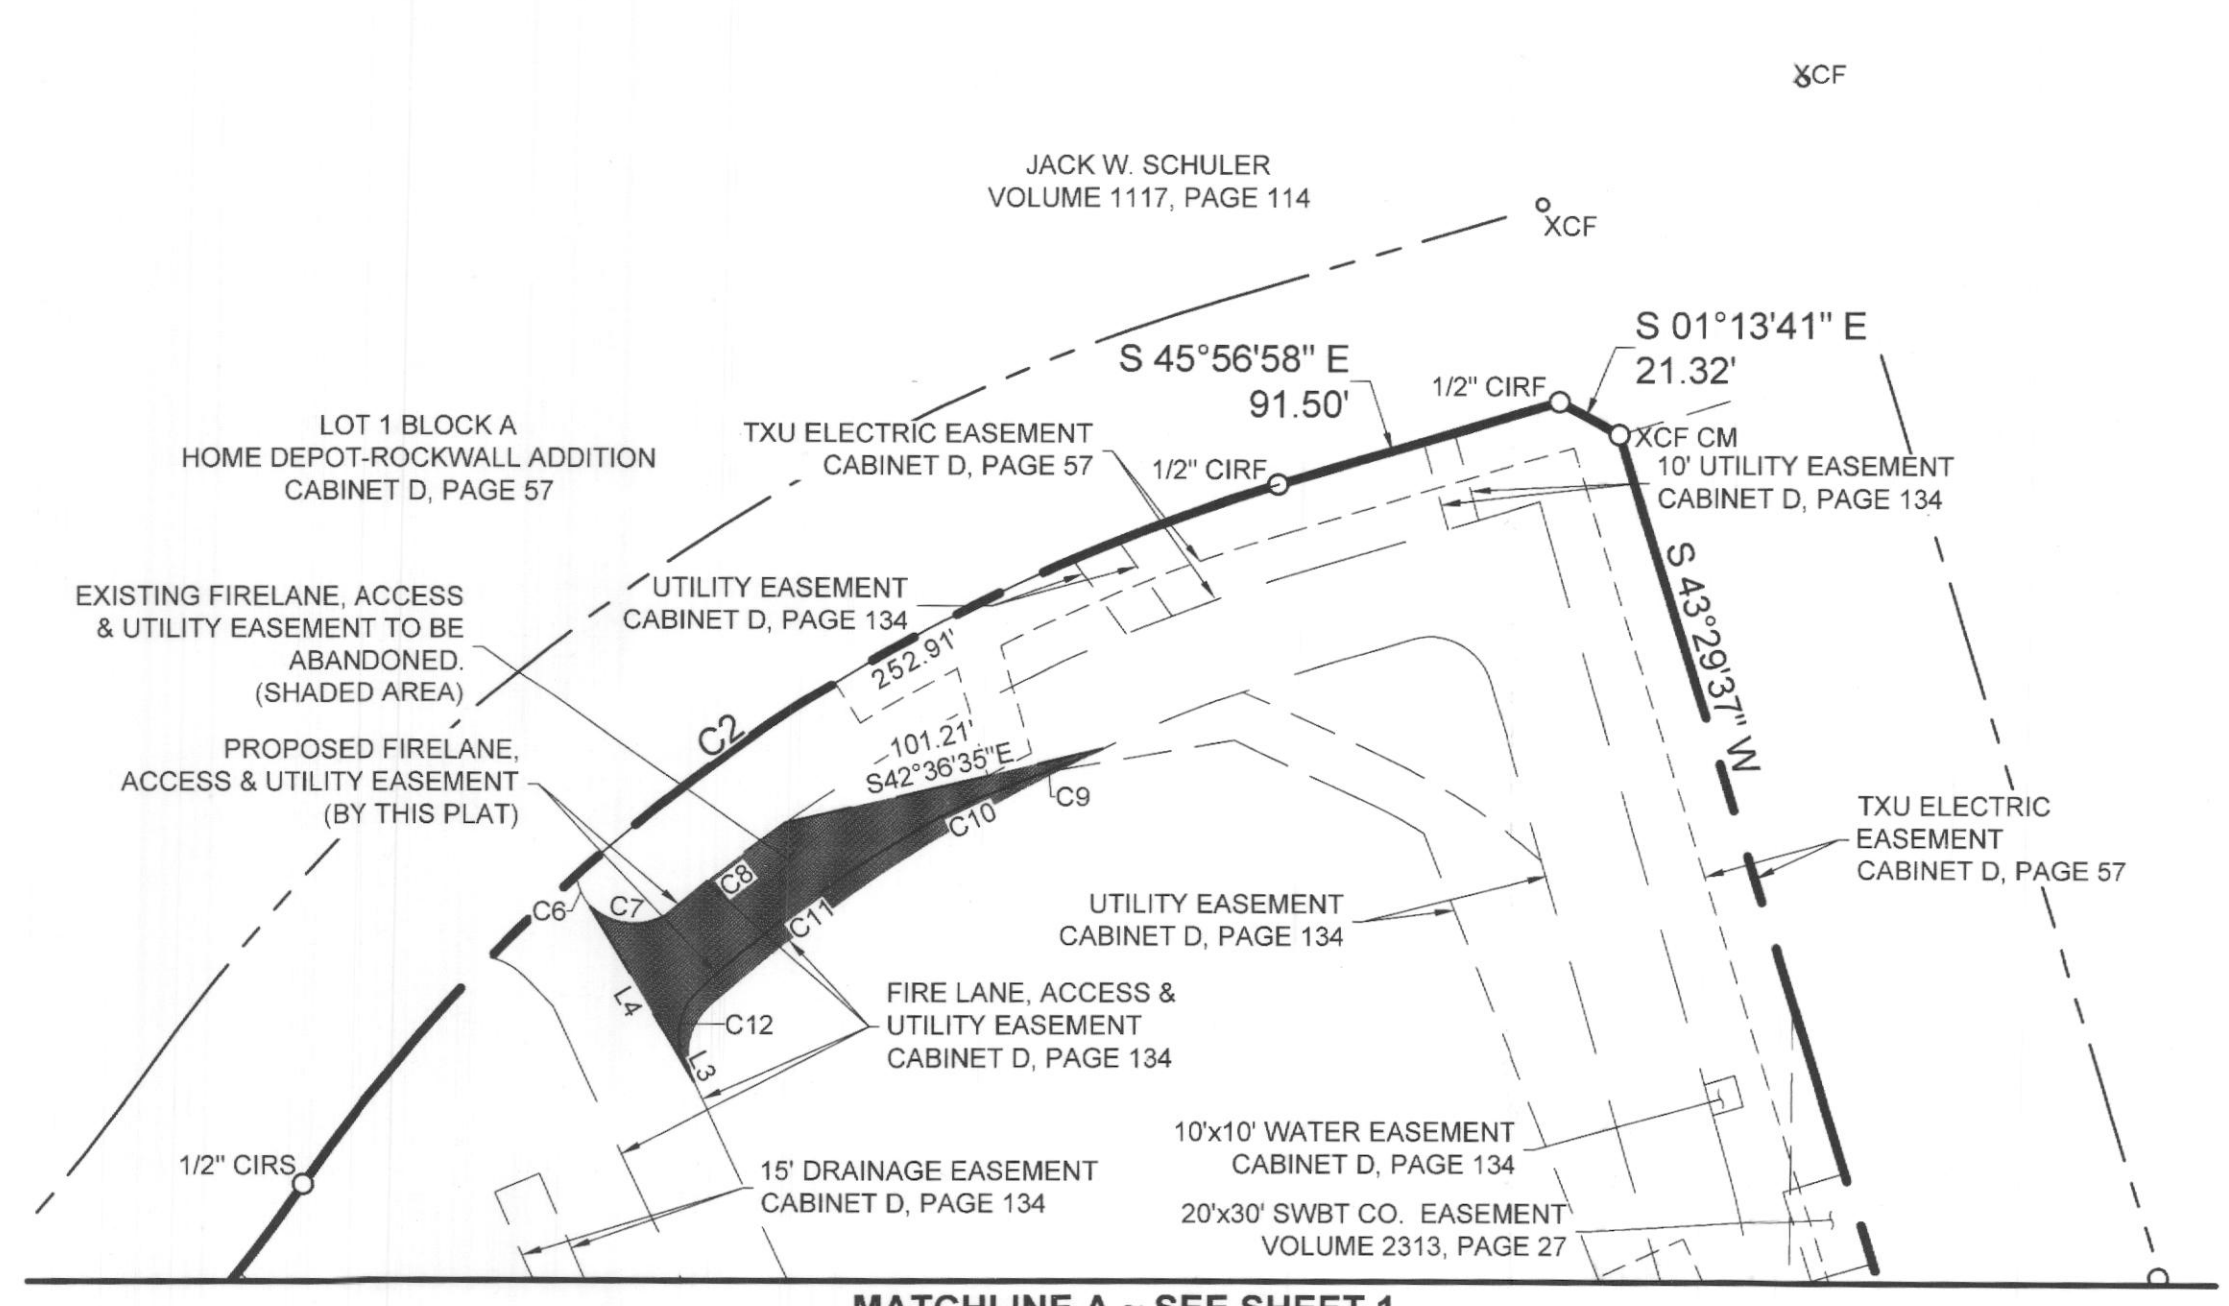 XCF
JACK W. SCHULER
VOLUME 1117, PAGE 114
XCF
S 01°13'41" E
21.32'
S 45°56'58" E
91.50'
1/2" CIRF
XCF CM
LOT 1 BLOCK A
HOME DEPOT-ROCKWALL ADDITION
CABINET D, PAGE 57
TXU ELECTRIC EASEMENT
CABINET D, PAGE 57
1/2" CIRF
10' UTILITY EASEMENT
CABINET D, PAGE 134
S 43°29'37" W
UTILITY EASEMENT
CABINET D, PAGE 134
EXISTING FIRELANE, ACCESS
& UTILITY EASEMENT TO BE
ABANDONED.
(SHADED AREA)
252.91'
C2
101.21'
S42°36'35"E
PROPOSED FIRELANE,
ACCESS & UTILITY EASEMENT
(BY THIS PLAT)
C9
C10
TXU ELECTRIC
EASEMENT
CABINET D, PAGE 57
C8
C6
C7
C11
UTILITY EASEMENT
CABINET D, PAGE 134
L4
C12
FIRE LANE, ACCESS &
UTILITY EASEMENT
CABINET D, PAGE 134
L3
10'x10' WATER EASEMENT
CABINET D, PAGE 134
1/2" CIRS
15' DRAINAGE EASEMENT
CABINET D, PAGE 134
20'x30' SWBT CO. EASEMENT
VOLUME 2313, PAGE 27
MATCHLINE A ~ SEE SHEET 1